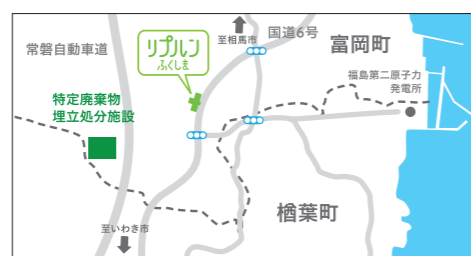 至相馬市
国道6号
常磐自動車道
リプルン
ふくしま
富岡町
福島第二原子力
発電所
特定廃棄物
埋立処分施設
楢葉町
至いわき市